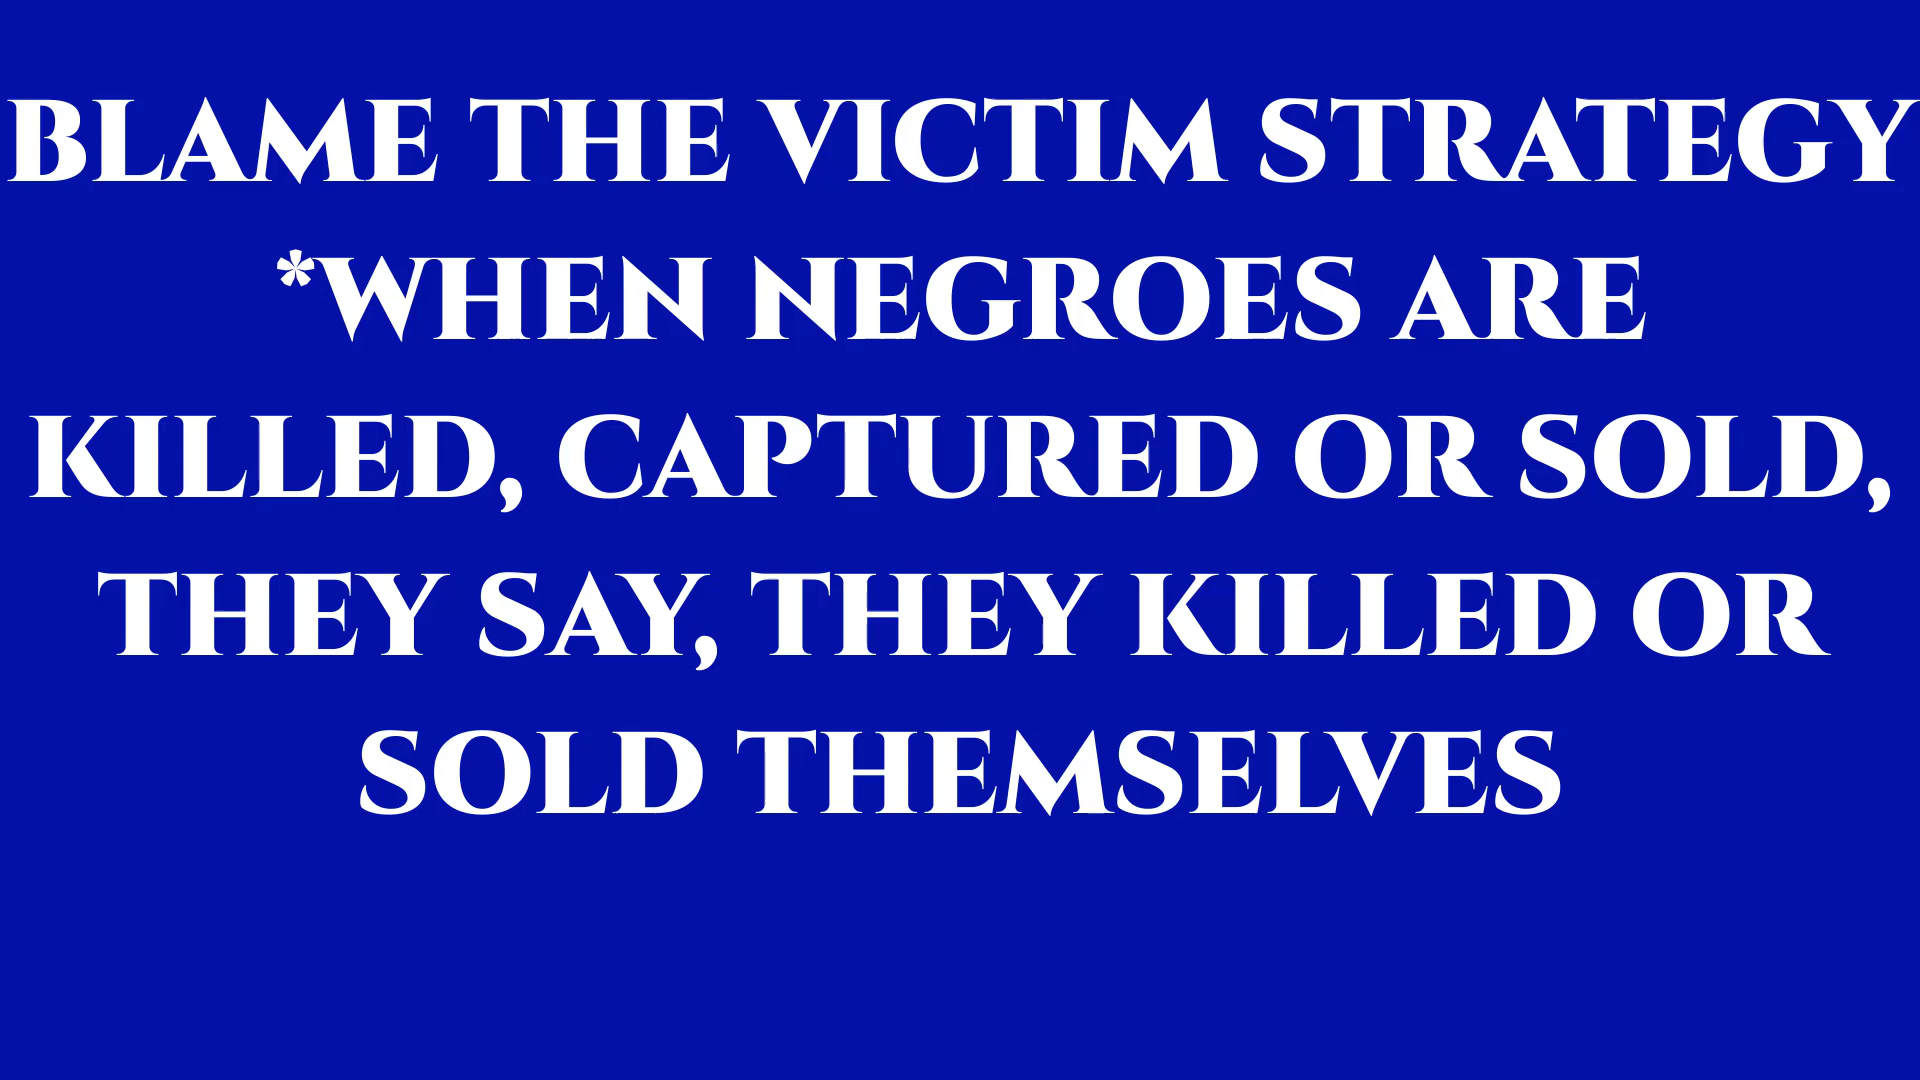 BLAME THE VICTIM STRATEGY
*WHEN NEGROES ARE
KILLED, CAPTURED OR SOLD,
THEY SAY, THEY KILLED OR
SOLD THEMSELVES